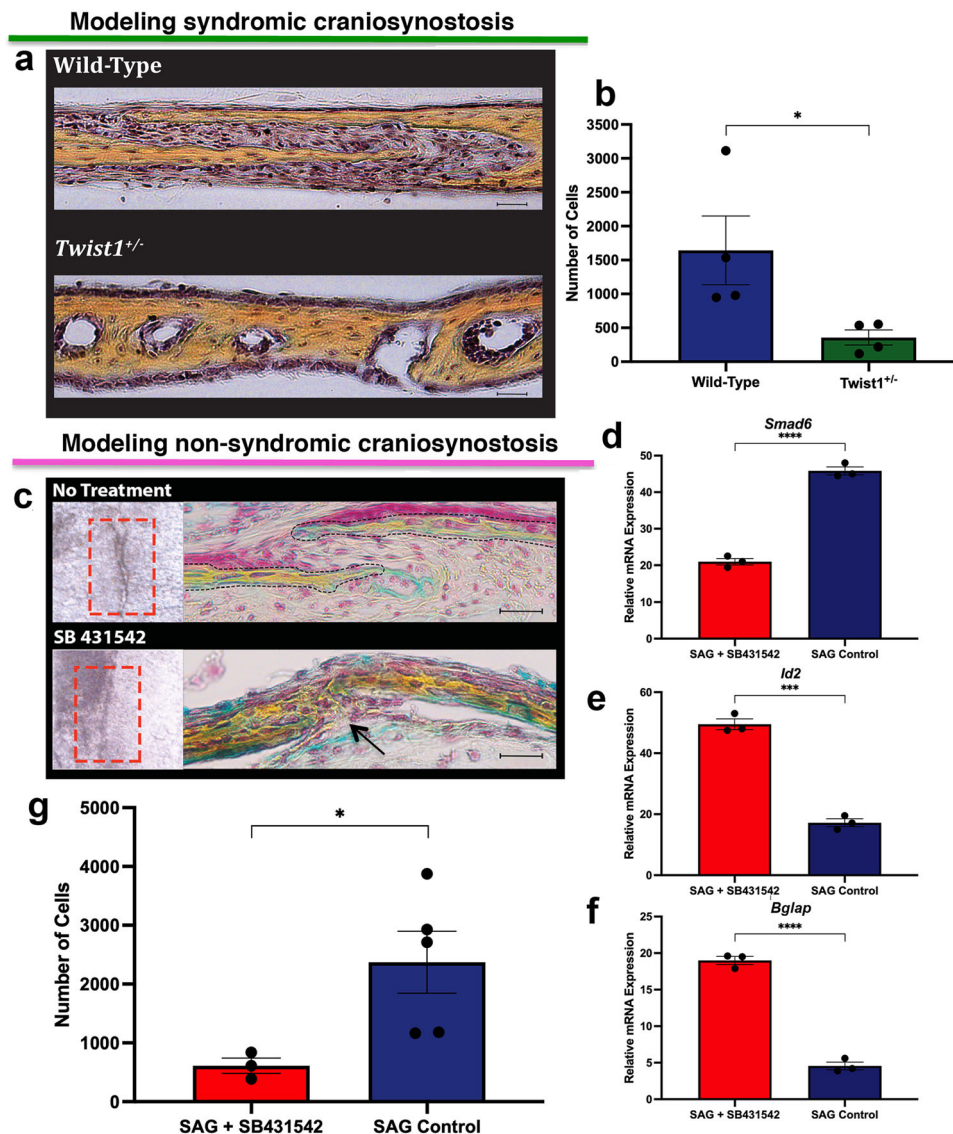 Modeling syndromic craniosynostosis
a
Wild-Type
Twist1+/-
b
*
3500
3000
2500
2000
1500
1000
500
0
Number of Cells
Wild-Type
Twist1+/-
Modeling non-syndromic craniosynostosis
c
No Treatment
SB 431542
d
Smad6
****
50
40
30
20
10
0
Relative mRNA Expression
SAG + SB431542
SAG Control
e
Id2
***
60
40
20
0
Relative mRNA Expression
SAG + SB431542
SAG Control
f
Bglap
****
25
20
15
10
5
0
Relative mRNA Expression
SAG + SB431542
SAG Control
g
*
5000
4000
3000
2000
1000
0
Number of Cells
SAG + SB431542
SAG Control